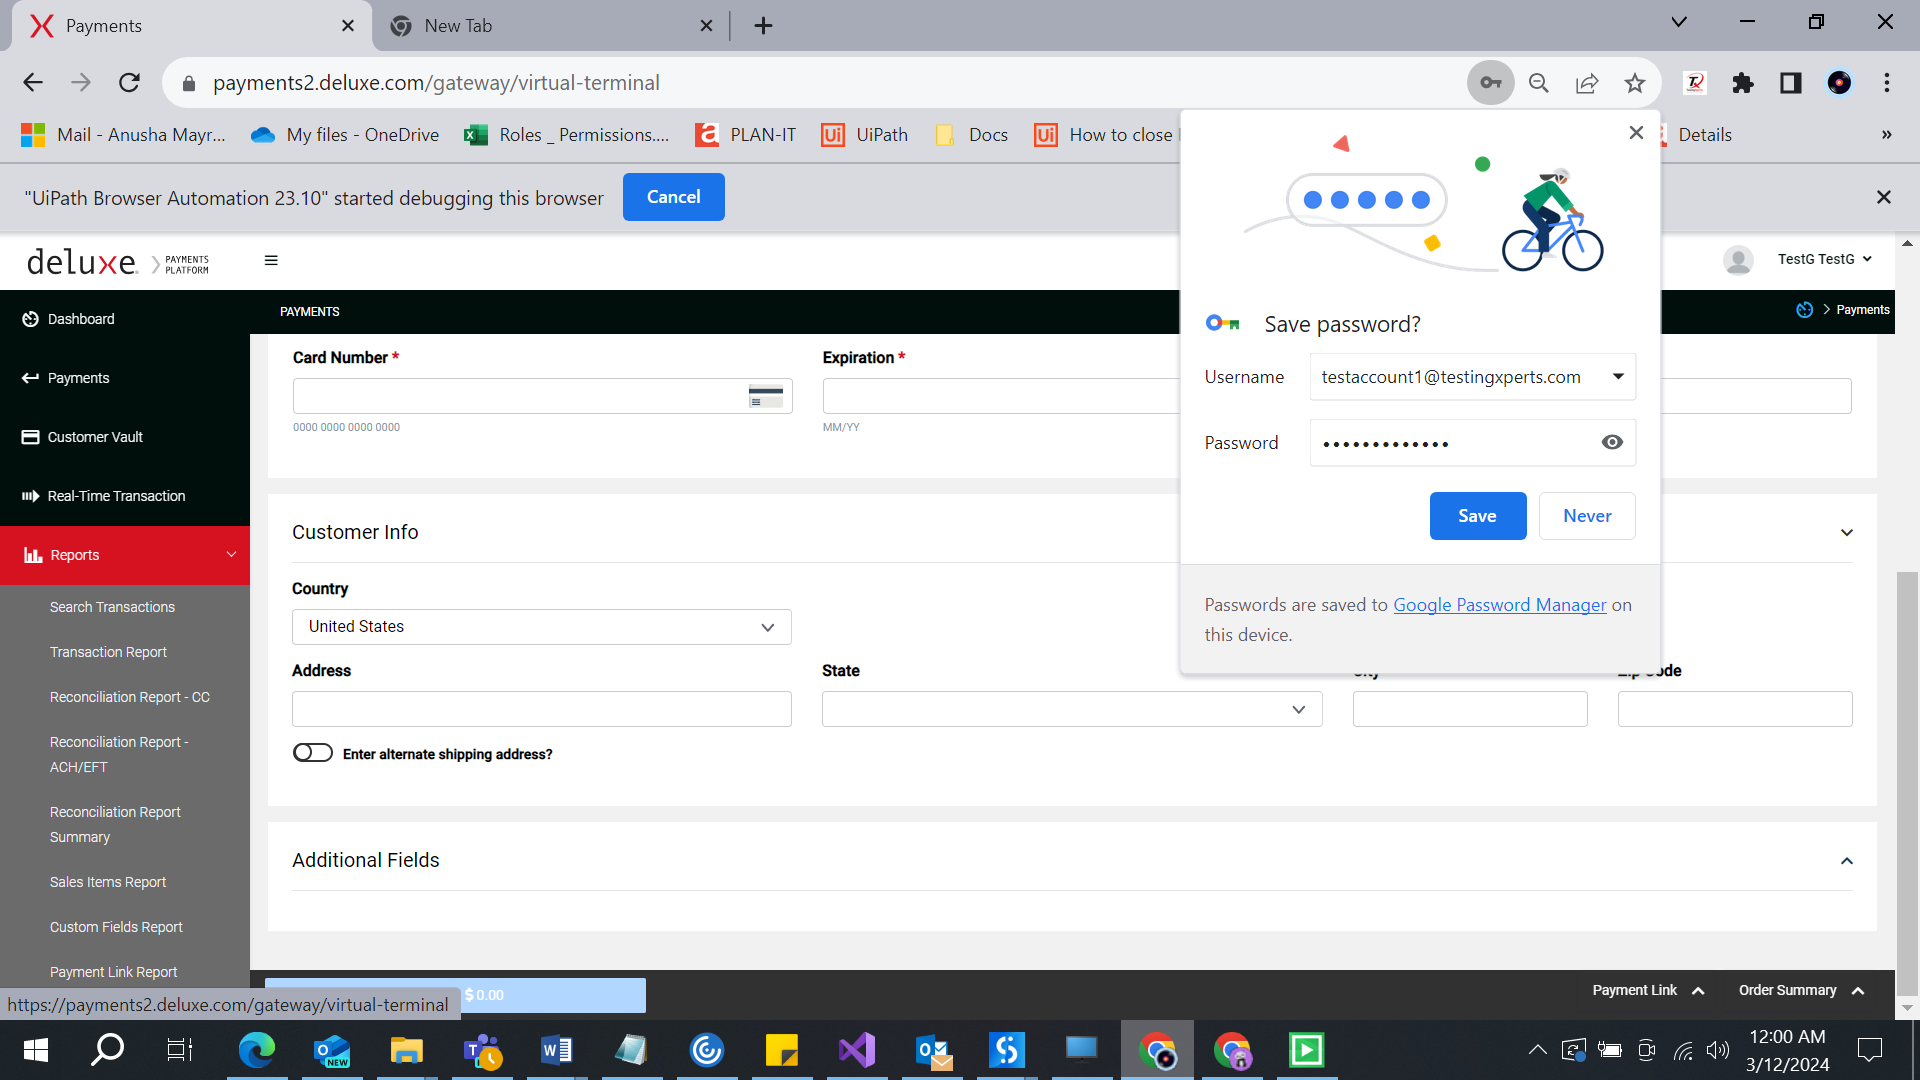 Payments
New Tab
payments2.deluxe.com/gateway/virtual-terminal
Mail - Anusha Mayr...
My files - OneDrive
Roles _ Permissions....
PLAN-IT
UiPath
Docs
How to close
Details
»
"UiPath Browser Automation 23.10" started debugging this browser
Cancel
deluxe. PAYMENTS
PLATFORM
TestG TestG
PAYMENTS
Payments
Dashboard
Payments
Customer Vault
Real-Time Transaction
Reports
Search Transactions
Transaction Report
Reconciliation Report - CC
Reconciliation Report -
ACH/EFT
Reconciliation Report
Summary
Sales Items Report
Custom Fields Report
Payment Link Report
Card Number *
0000 0000 0000 0000
Expiration *
MM/YY
Customer Info
Country
United States
Address
State
Enter alternate shipping address?
Additional Fields
Save password?
Username
testaccount1@testingxperts.com
Password
•••••••••••••
Save
Never
Passwords are saved to Google Password Manager on
this device.
https://payments2.deluxe.com/gateway/virtual-terminal
$ 0.00
Payment Link
Order Summary
NEW
12:00 AM
3/12/2024